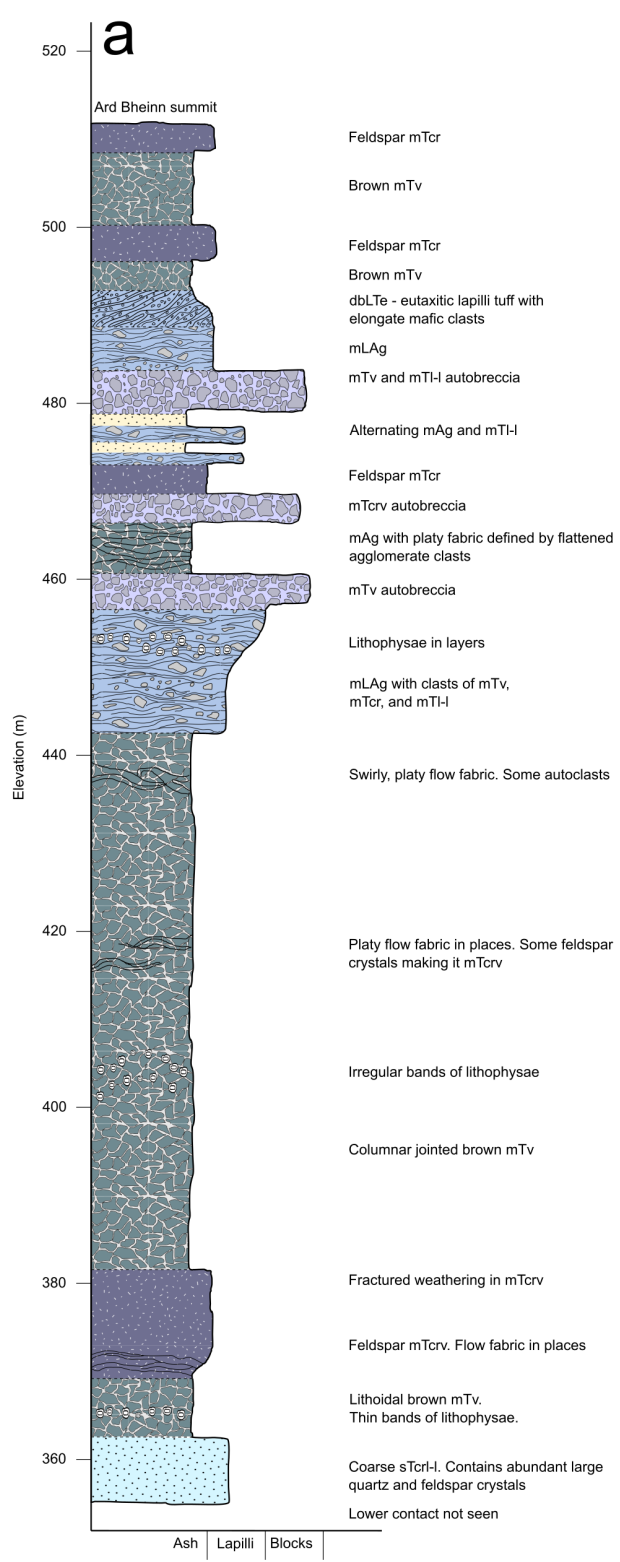 a
520
Ard Bheinn summit
Feldspar mTcr
Brown mTv
500
Feldspar mTcr
Brown mTv
dbLTe - eutaxitic lapilli tuff with
elongate mafic clasts
mLAg
mTv and mTl-l autobreccia
480
Alternating mAg and mTl-l
Feldspar mTcr
mTcrv autobreccia
mAg with platy fabric defined by flattened
agglomerate clasts
460
mTv autobreccia
Lithophysae in layers
mLAg with clasts of mTv,
mTcr, and mTl-l
Elevation (m)
440
Swirly, platy flow fabric. Some autoclasts
420
Platy flow fabric in places. Some feldspar
crystals making it mTcrv
Irregular bands of lithophysae
400
Columnar jointed brown mTv
380
Fractured weathering in mTcrv
Feldspar mTcrv. Flow fabric in places
Lithoidal brown mTv.
Thin bands of lithophysae.
360
Coarse sTcrl-l. Contains abundant large
quartz and feldspar crystals
Lower contact not seen
Ash Lapilli Blocks